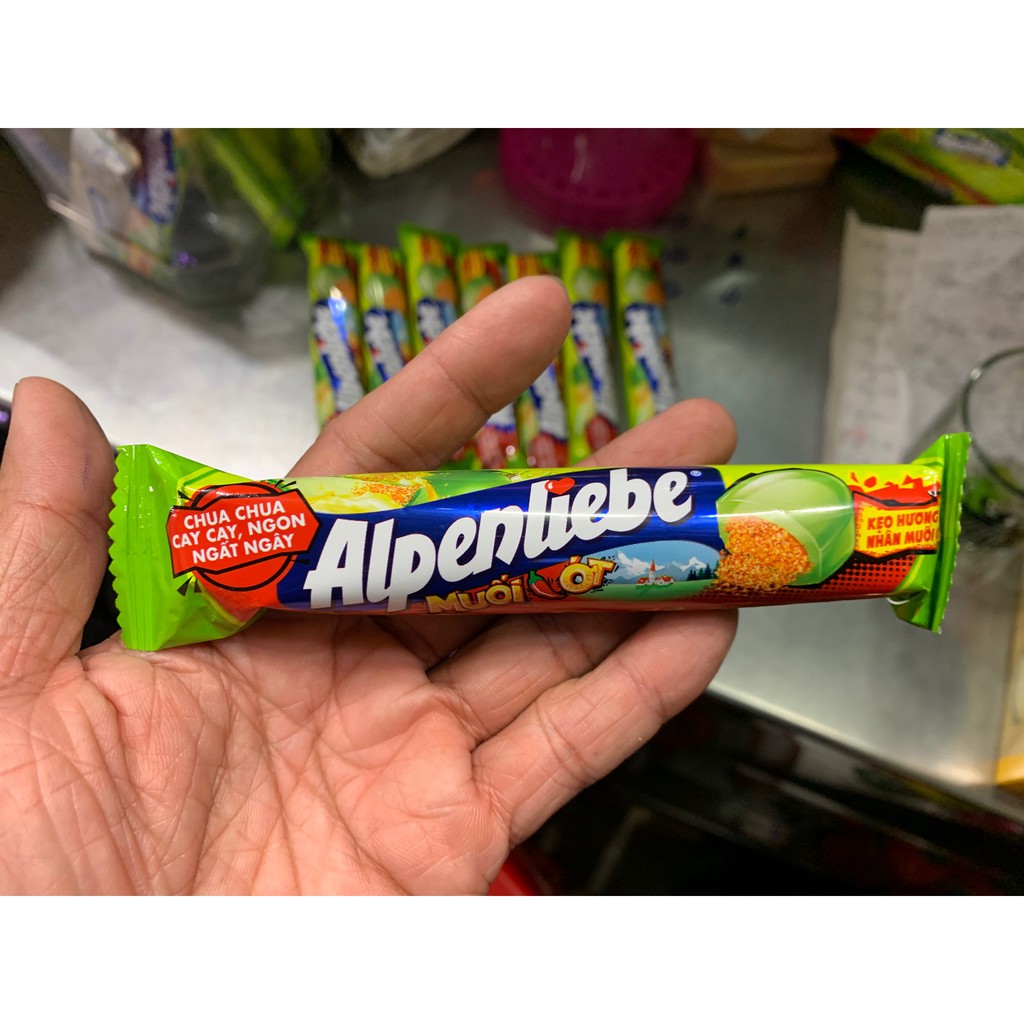 CHUA CHUA
CAY CAY, NGON
NGẤT NGÂY
Alpenliebe®
MUỐI ỚT
KẸO HƯƠNG
NHÂN MUỐI